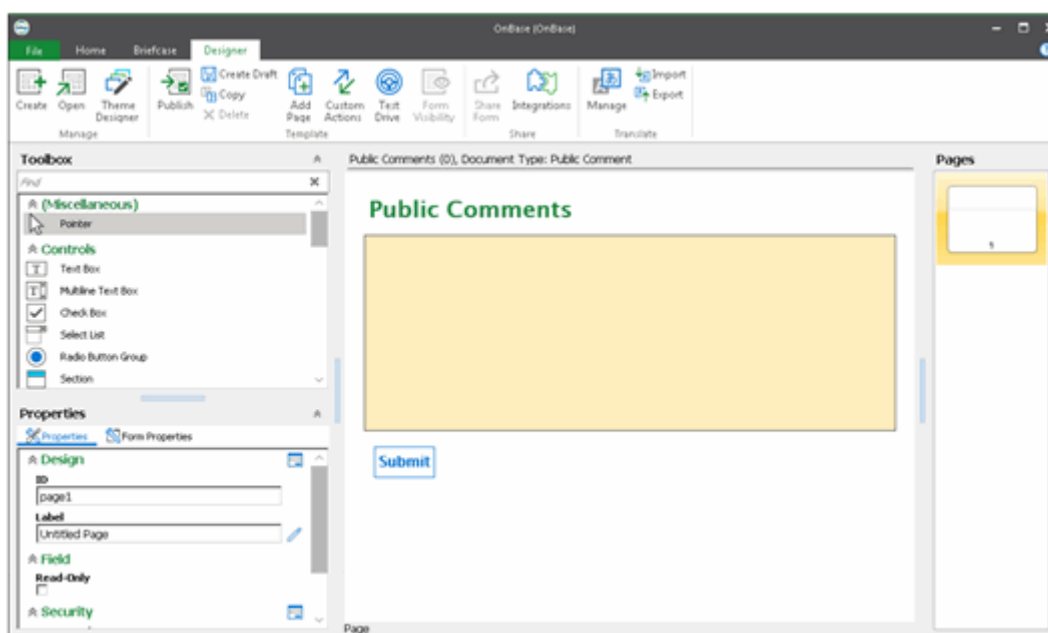 OnBase (OnBase)
File Home Briefcase Designer
Create Open Theme Designer Publish Create Draft Copy Delete Add Page Custom Actions Test Drive Form Visibility Share Form Integrations Manage Import Export
Manage Template Share Translate
Toolbox
Find
(Miscellaneous)
Pointer
Controls
Text Box
Multiline Text Box
Check Box
Select List
Radio Button Group
Section
Properties
Properties Form Properties
Design
ID
page1
Label
Untitled Page
Field
Read-Only
Security
Public Comments (0), Document Type: Public Comment
Public Comments
Submit
Page
Pages
1